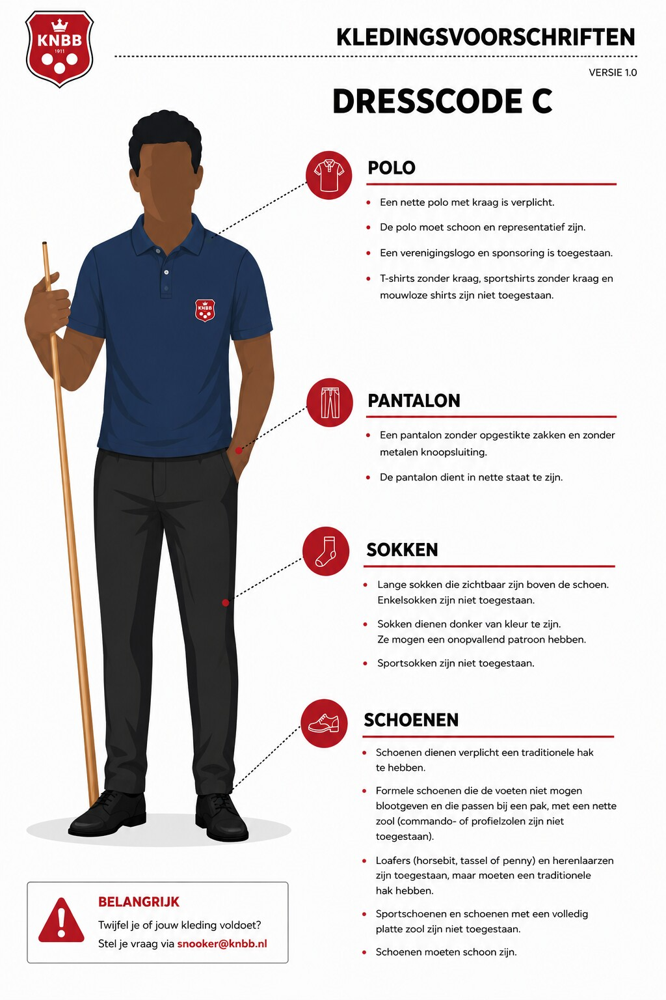 KNBB
1911
KLEDINGSVOORSCHRIFTEN
VERSIE 1.0
DRESSCODE C
POLO
• Een nette polo met kraag is verplicht.
• De polo moet schoon en representatief zijn.
• Een verenigingslogo en sponsoring is toegestaan.
• T-shirts zonder kraag, sportshirts zonder kraag en
mouwloze shirts zijn niet toegestaan.
KNBB
PANTALON
• Een pantalon zonder opgestikte zakken en zonder
metalen knoopsluiting.
• De pantalon dient in nette staat te zijn.
SOKKEN
• Lange sokken die zichtbaar zijn boven de schoen.
Enkelsokken zijn niet toegestaan.
• Sokken dienen donker van kleur te zijn.
Ze mogen een onopvallend patroon hebben.
• Sportsokken zijn niet toegestaan.
SCHOENEN
• Schoenen dienen verplicht een traditionele hak
te hebben.
• Formele schoenen die de voeten niet mogen
blootgeven en die passen bij een pak, met een nette
zool (commando- of profielzolen zijn niet
toegestaan).
• Loafers (horsebit, tassel of penny) en herenlaarzen
zijn toegestaan, maar moeten een traditionele
hak hebben.
• Sportschoenen en schoenen met een volledig
platte zool zijn niet toegestaan.
• Schoenen moeten schoon zijn.
BELANGRIJK
Twijfel je of jouw kleding voldoet?
Stel je vraag via snooker@knbb.nl